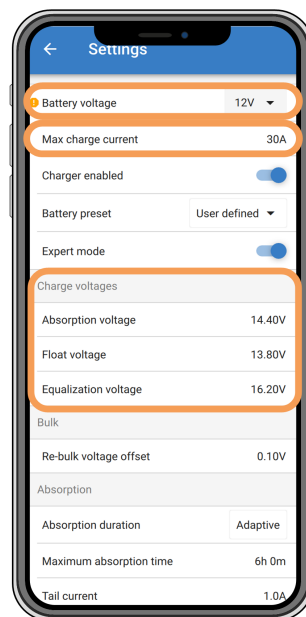 Settings
Battery voltage 12V
Max charge current 30A
Charger enabled
Battery preset User defined
Expert mode
Charge voltages
Absorption voltage 14.40V
Float voltage 13.80V
Equalization voltage 16.20V
Bulk
Re-bulk voltage offset 0.10V
Absorption
Absorption duration Adaptive
Maximum absorption time 6h 0m
Tail current 1.0A